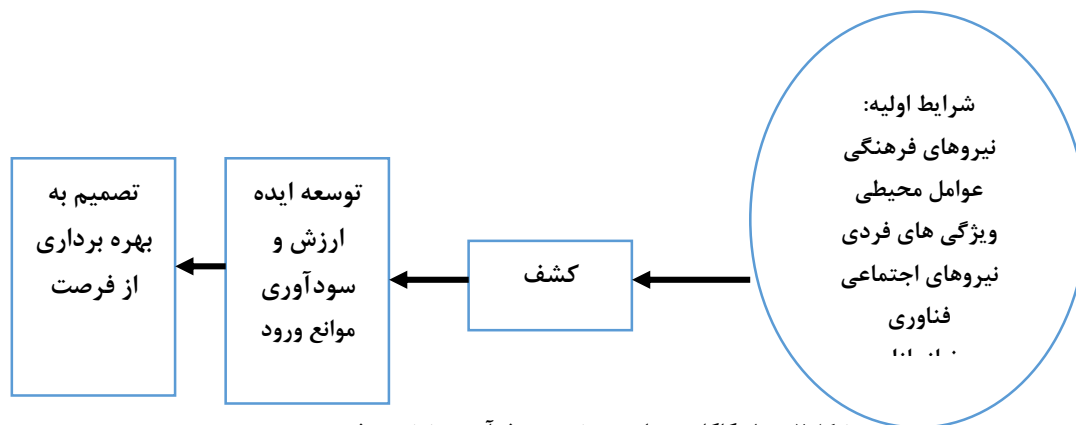 شرایط اولیه:
نیروهای فرهنگی
عوامل محیطی
ویژگی های فردی
نیروهای اجتماعی
فناوری
کشف
توسعه ایده
ارزش و
سودآوری
موانع ورود
تصمیم به
بهره برداری
از فرصت